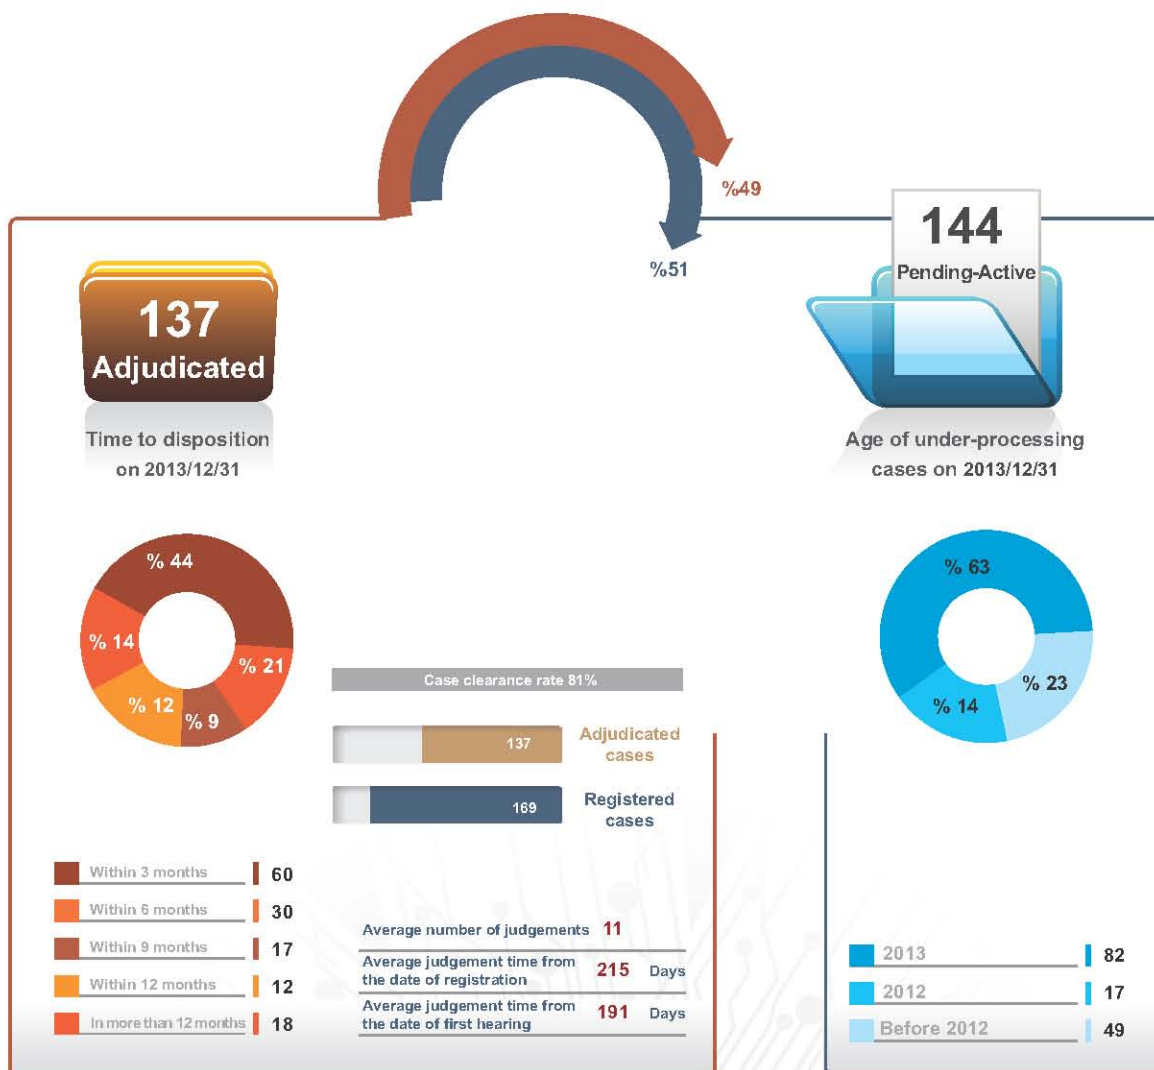 %49
%51
137
Adjudicated
Time to disposition
on 2013/12/31
144
Pending-Active
Age of under-processing
cases on 2013/12/31
% 44
% 14
% 21
% 12
% 9
% 63
% 23
% 14
Case clearance rate 81%
137
Adjudicated
cases
169
Registered
cases
Within 3 months 60
Within 6 months 30
Within 9 months 17
Within 12 months 12
In more than 12 months 18
Average number of judgements 11
Average judgement time from
the date of registration 215 Days
Average judgement time from
the date of first hearing 191 Days
2013 82
2012 17
Before 2012 49